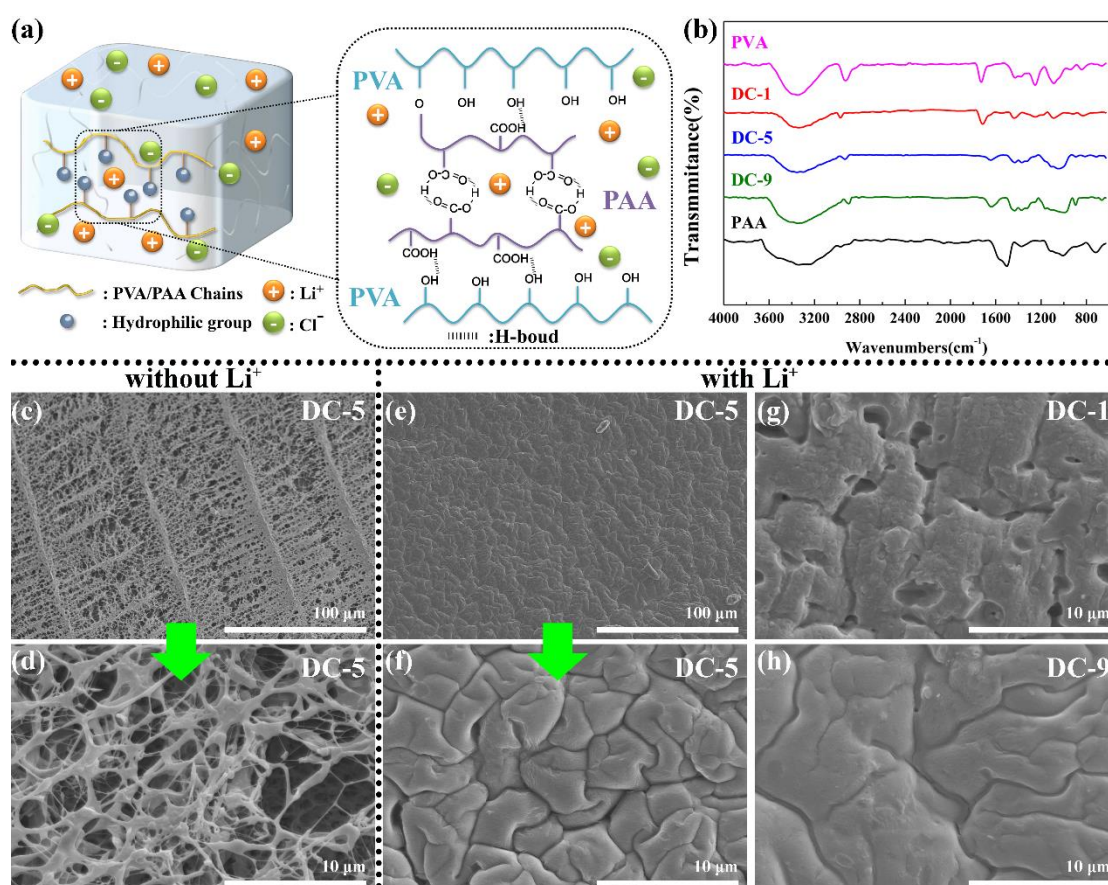 (a)
PVA
O OH OH OH OH
COOH
C O O H O C O
C O O H O C O
H O C O H O C O
PAA
COOH COOH
OH OH OH OH OH
PVA
: PVA/PAA Chains
: Li⁺
: Hydrophilic group
: Cl⁻
:H-boud
(b)
PVA
DC-1
DC-5
DC-9
PAA
Transmmitance(%)
4000 3600 3200 2800 2400 2000 1600 1200 800
Wavenumbers(cm⁻¹)
without Li⁺
with Li⁺
(c) DC-5
100 µm
(e) DC-5
100 µm
(g) DC-1
10 µm
(d) DC-5
10 µm
(f) DC-5
10 µm
(h) DC-9
10 µm